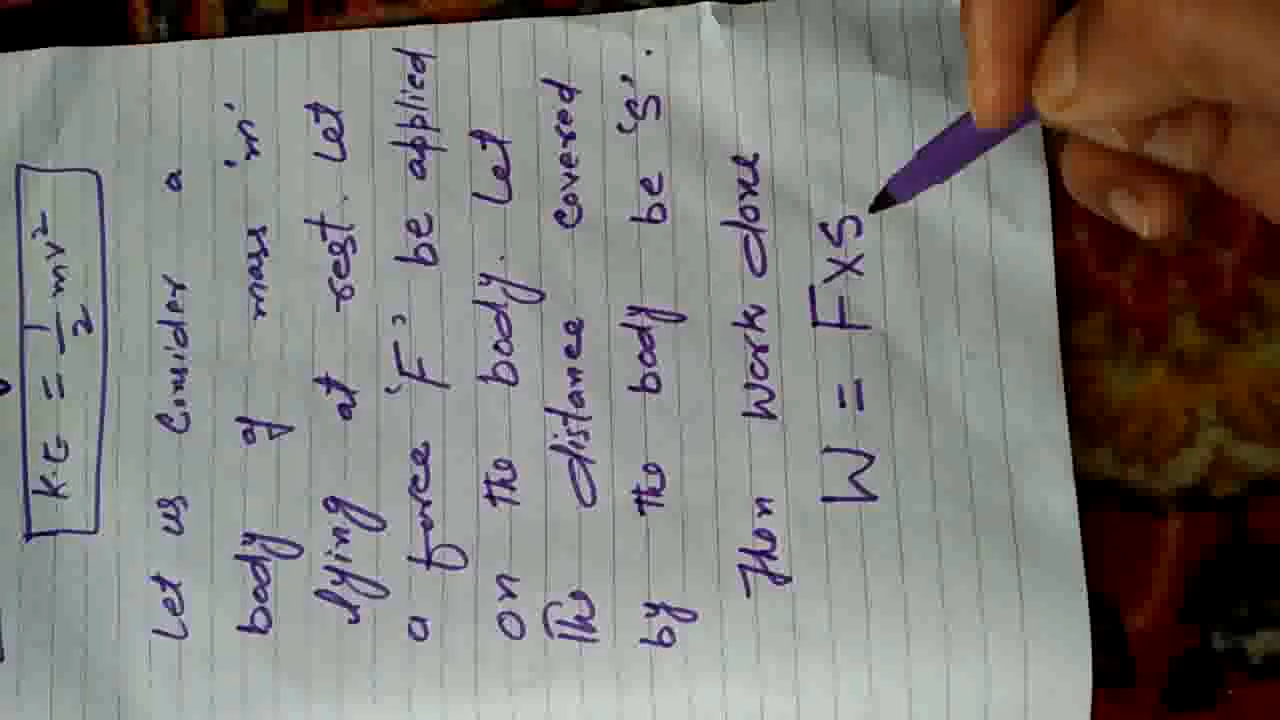 K.E = 1/2 mv²
Let us Consider a
body of mass 'm'
lying at rest. Let
a force 'F' be applied
on the body. Let
The distance covered
by the body be 'S'.
Then work done
W = F×S